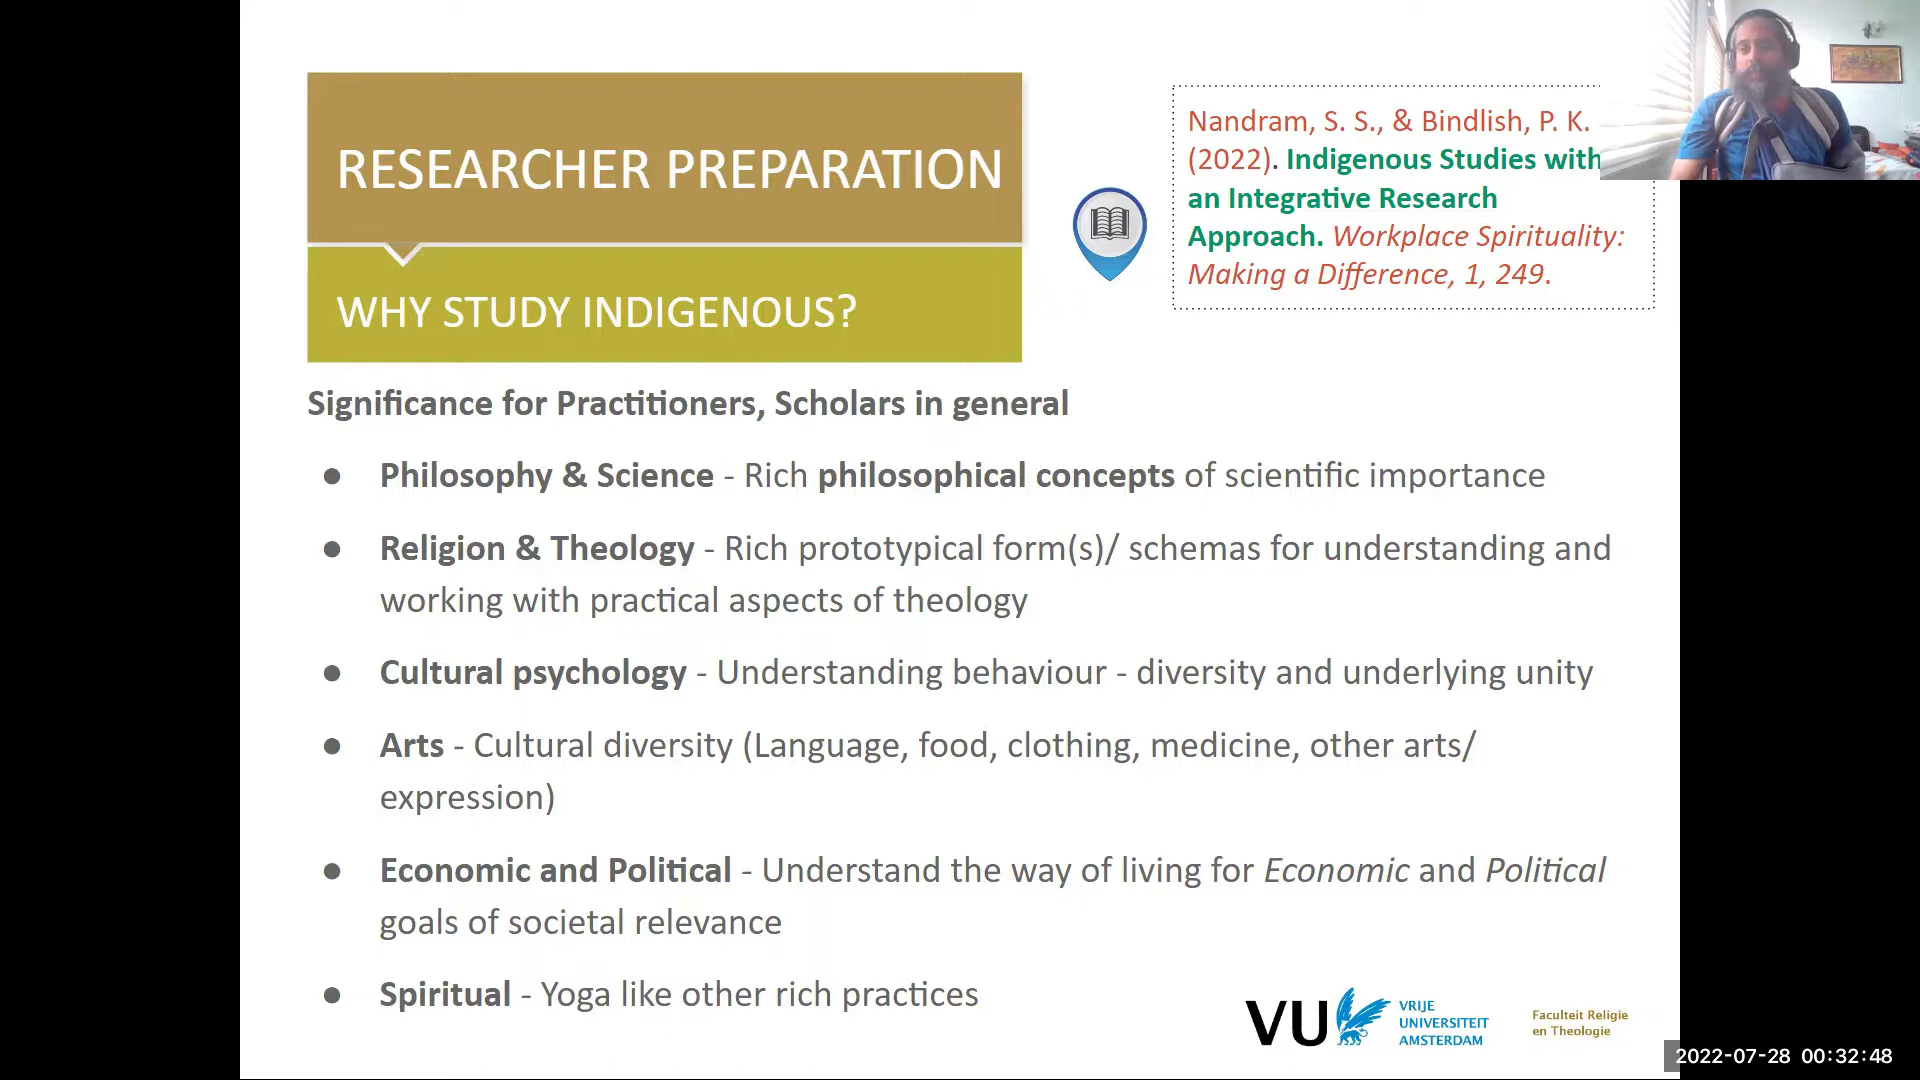 RESEARCHER PREPARATION
WHY STUDY INDIGENOUS?
Nandram, S. S., & Bindlish, P. K.
(2022). Indigenous Studies with
an Integrative Research
Approach. Workplace Spirituality:
Making a Difference, 1, 249.
Significance for Practitioners, Scholars in general
● Philosophy & Science - Rich philosophical concepts of scientific importance
● Religion & Theology - Rich prototypical form(s)/ schemas for understanding and
working with practical aspects of theology
● Cultural psychology - Understanding behaviour - diversity and underlying unity
● Arts - Cultural diversity (Language, food, clothing, medicine, other arts/
expression)
● Economic and Political - Understand the way of living for Economic and Political
goals of societal relevance
● Spiritual - Yoga like other rich practices
VU
VRIJE
UNIVERSITEIT
AMSTERDAM
Faculteit Religie
en Theologie
2022-07-28 00:32:48